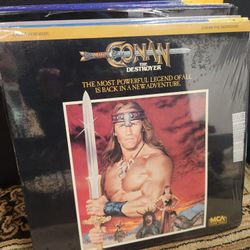 CONAN
THE
DESTROYER
THE MOST POWERFUL LEGEND OF ALL
IS BACK IN A NEW ADVENTURE.
MCA